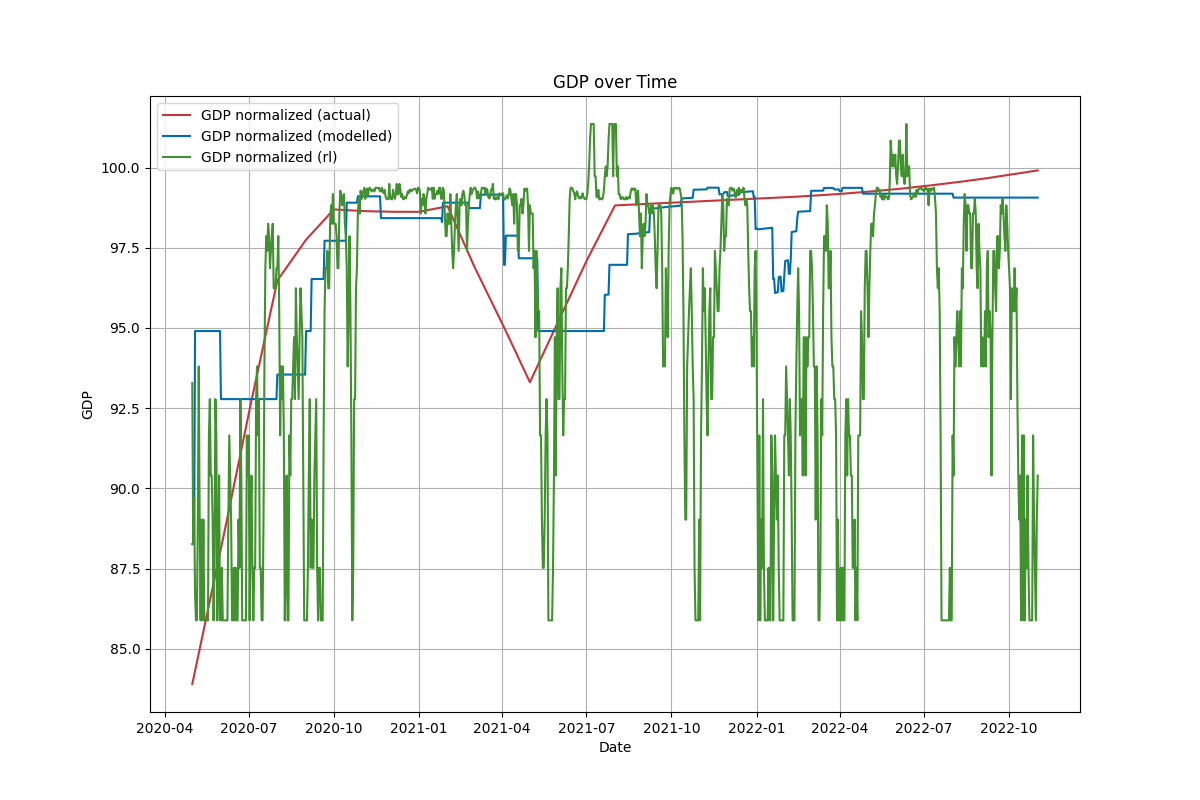 GDP over Time
GDP normalized (actual)
GDP normalized (modelled)
GDP normalized (rl)
100.0
97.5
95.0
92.5
90.0
87.5
85.0
GDP
2020-04 2020-07 2020-10 2021-01 2021-04 2021-07 2021-10 2022-01 2022-04 2022-07 2022-10
Date